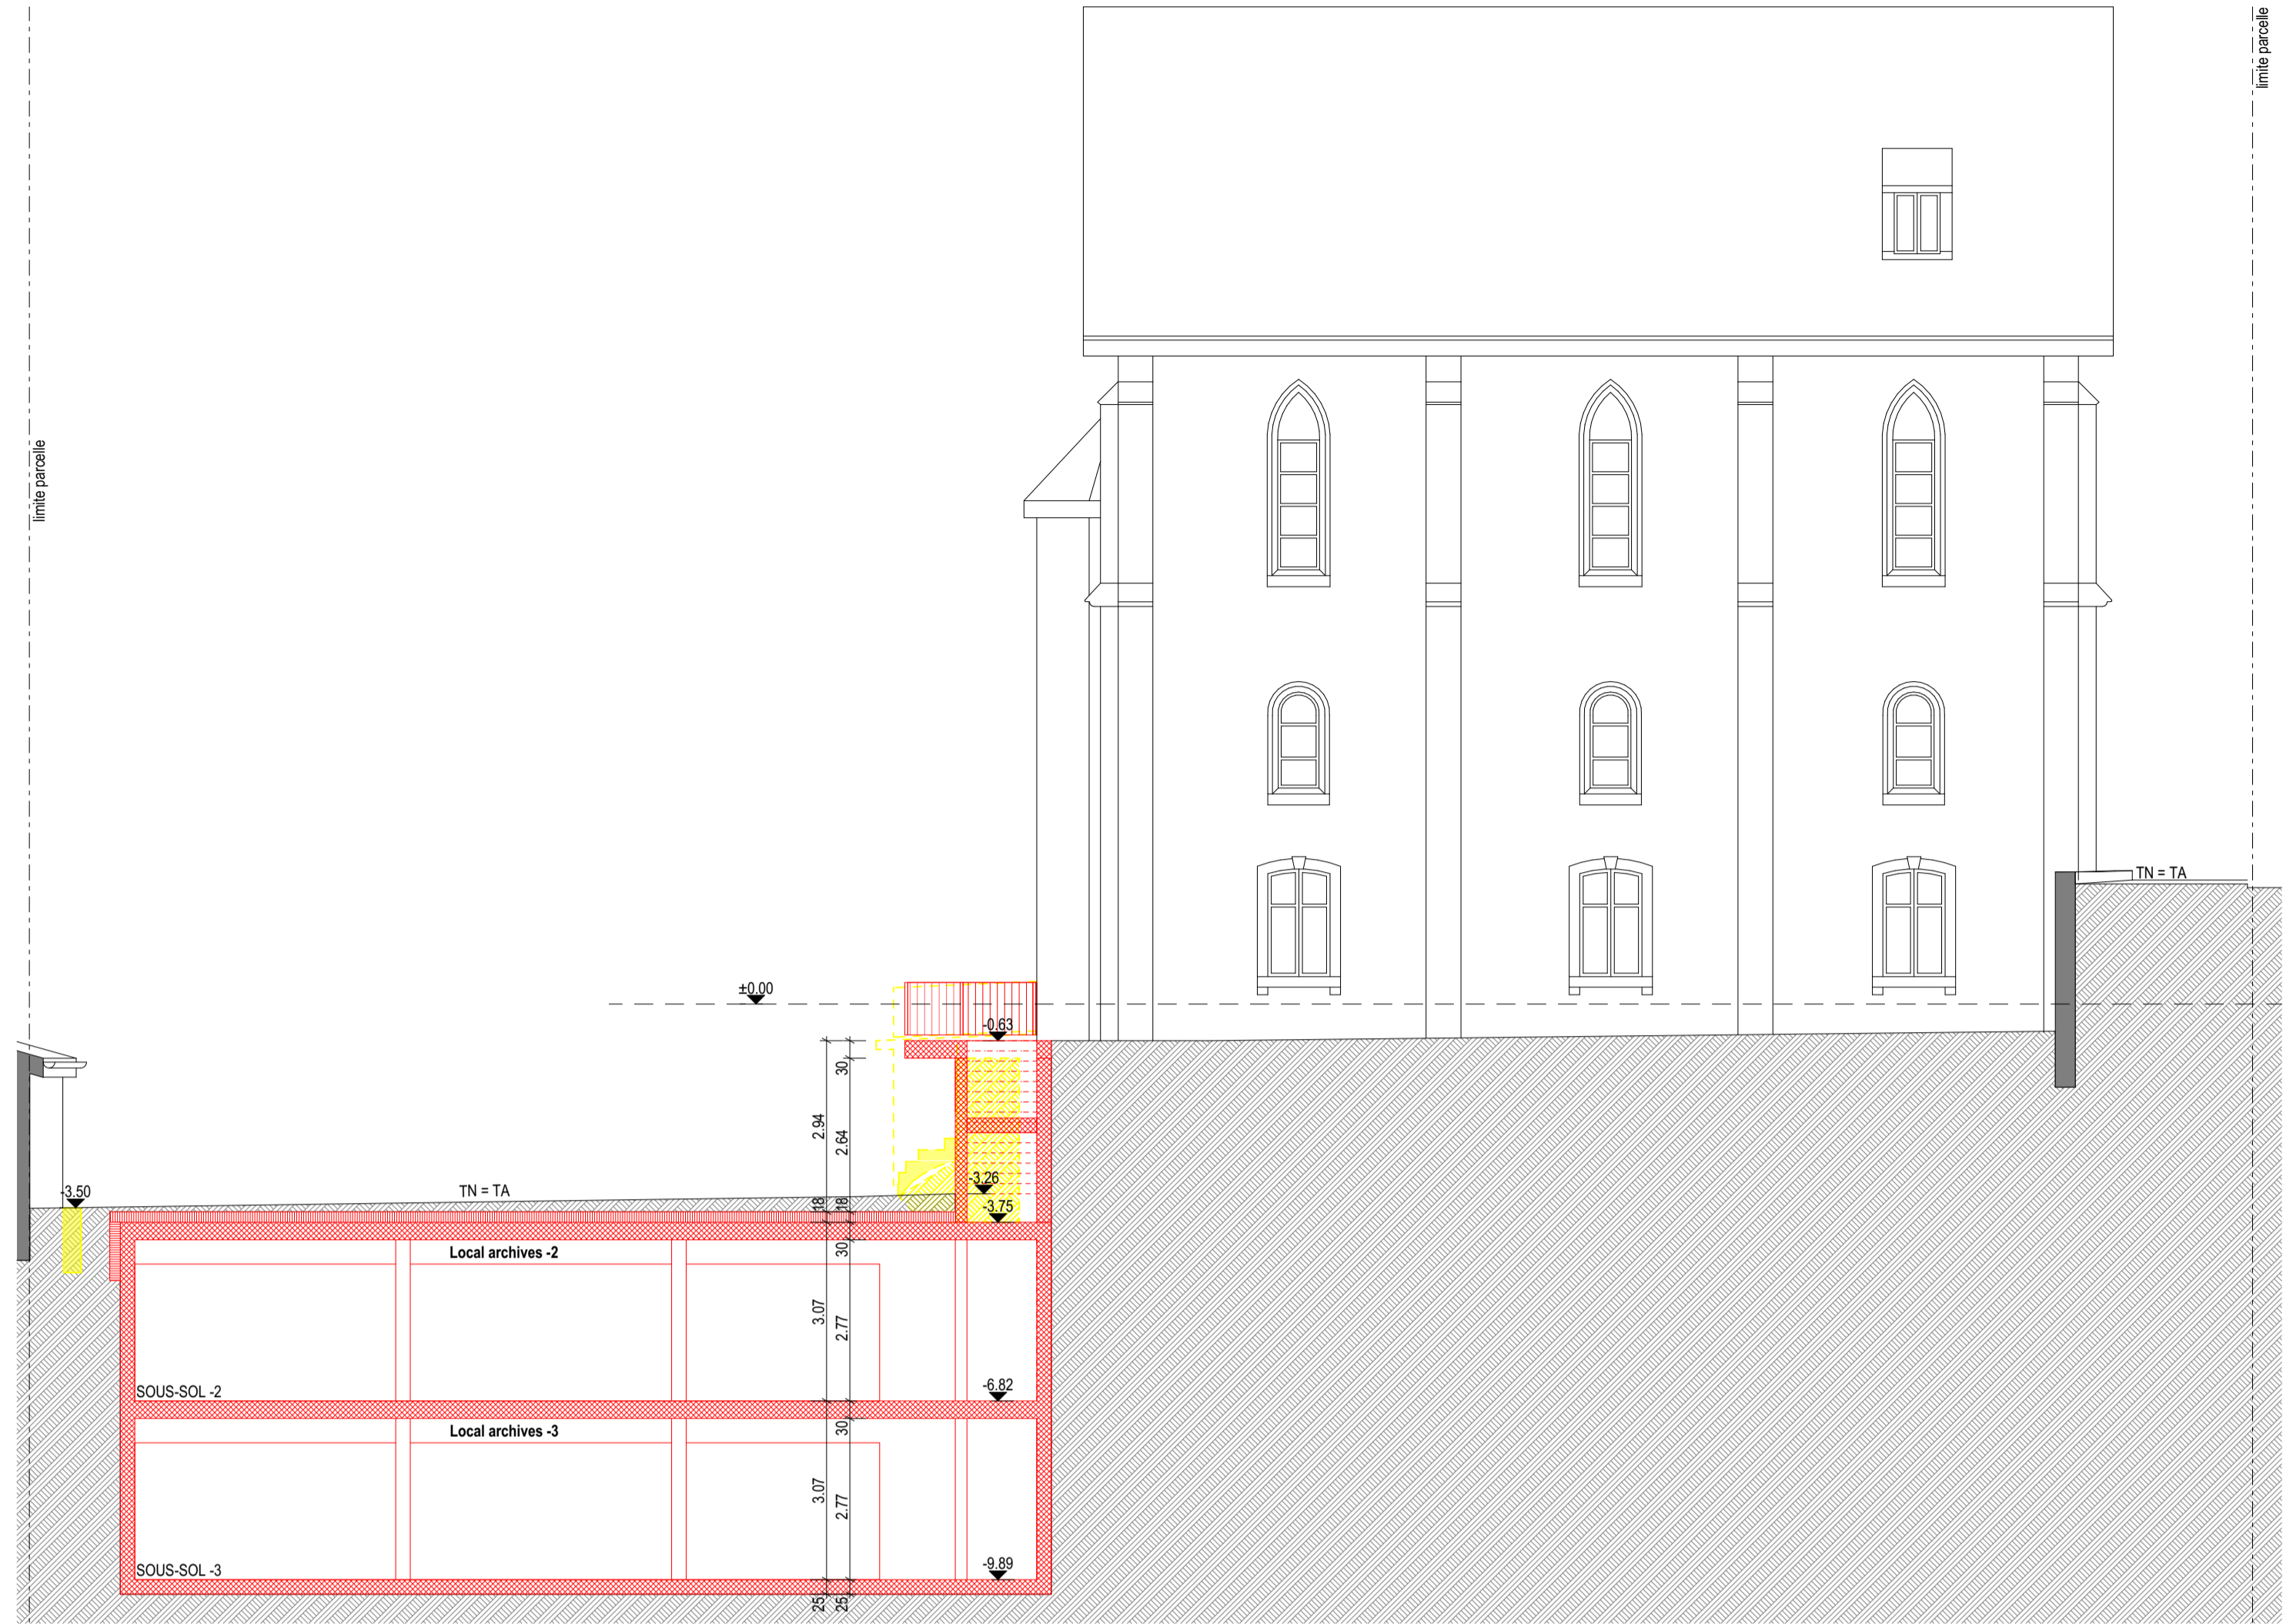 limite parcelle
limite parcelle
TN = TA
±0.00
-0.63
30
2.94
2.64
-3.26
-3.50
TN = TA
18
18
-3.75
30
Local archives -2
3.07
2.77
SOUS-SOL -2
-6.82
30
Local archives -3
3.07
2.77
SOUS-SOL -3
-9.89
25
25